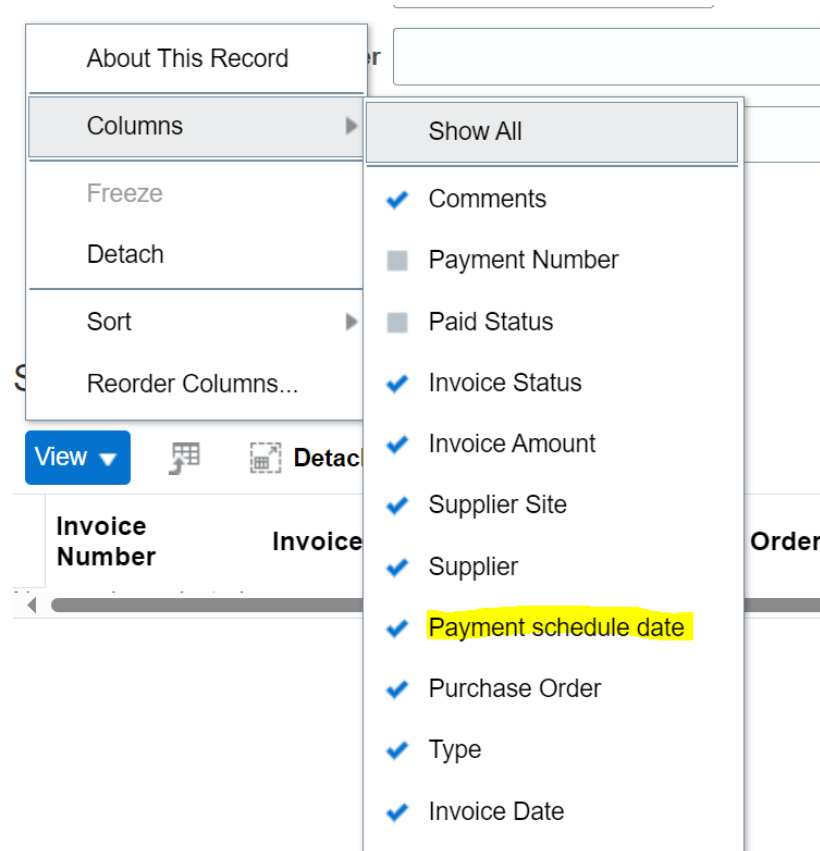 About This Record
Columns
Freeze
Detach
Sort
Reorder Columns...
Show All
Comments
Payment Number
Paid Status
Invoice Status
Invoice Amount
Supplier Site
Supplier
Payment schedule date
Purchase Order
Type
Invoice Date
View
Detac
Invoice
Number
Invoice
Order